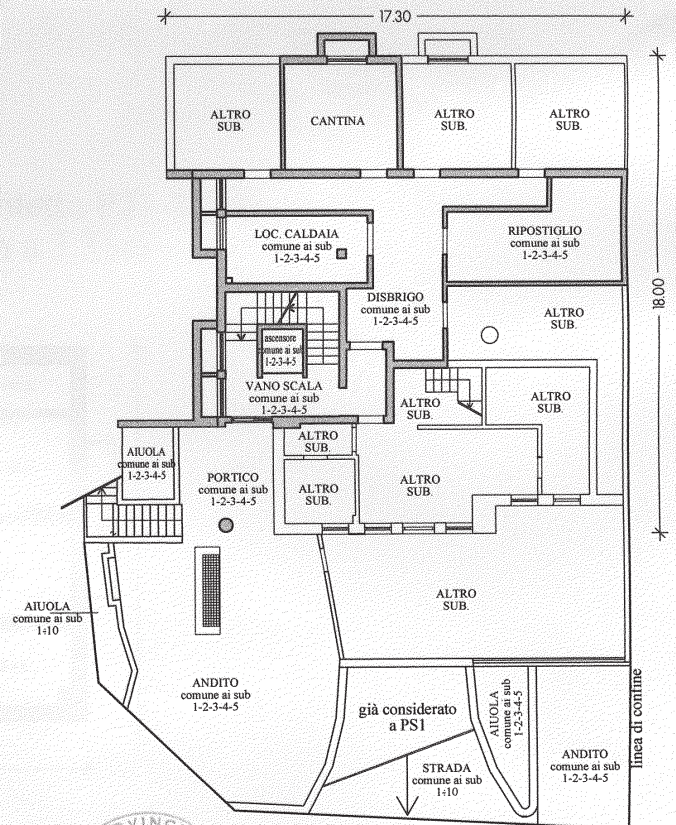 17.30
ALTRO
SUB.
CANTINA
ALTRO
SUB.
ALTRO
SUB.
18.00
LOC. CALDAIA
comune ai sub
1-2-3-4-5
RIPOSTIGLIO
comune ai sub
1-2-3-4-5
DISBRIGO
comune ai sub
1-2-3-4-5
ALTRO
SUB.
ascensore
comune ai sub
1-2-3-4-5
VANO SCALA
comune ai sub
1-2-3-4-5
ALTRO
SUB.
ALTRO
SUB.
ALTRO
SUB.
AIUOLA
comune ai sub
1-2-3-4-5
PORTICO
comune ai sub
1-2-3-4-5
ALTRO
SUB.
ALTRO
SUB.
ALTRO
SUB.
AIUOLA
comune ai sub
1÷10
ANDITO
comune ai sub
1-2-3-4-5
già considerato
a PS1
AIUOLA
comune ai sub
1-2-3-4-5
linea di confine
STRADA
comune ai sub
1÷10
ANDITO
comune ai sub
1-2-3-4-5